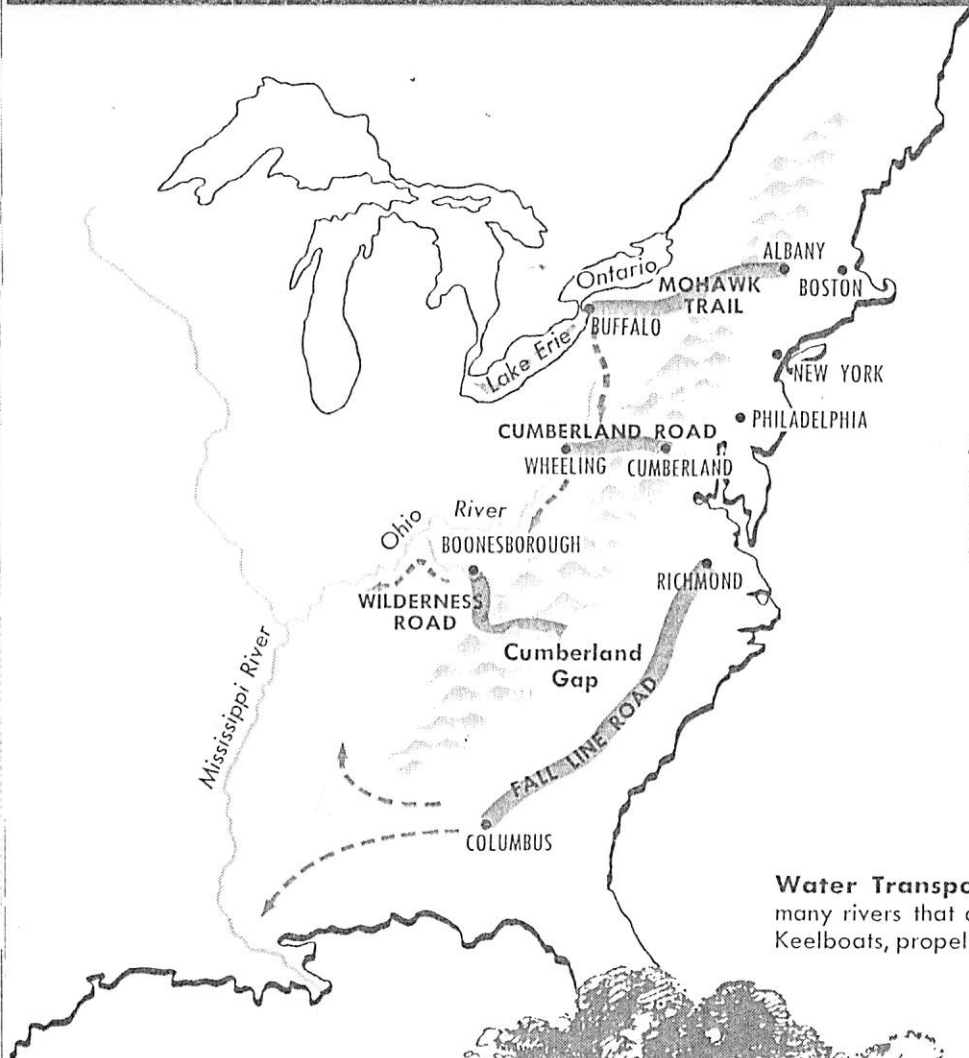 ALBANY
Ontario
MOHAWK
TRAIL
BOSTON
BUFFALO
Lake Erie
NEW YORK
PHILADELPHIA
CUMBERLAND ROAD
WHEELING
CUMBERLAND
Ohio River
BOONESBOROUGH
RICHMOND
WILDERNESS
ROAD
Cumberland
Gap
Mississippi River
FALL LINE ROAD
COLUMBUS
Water Transpo
many rivers that
Keelboats, propel